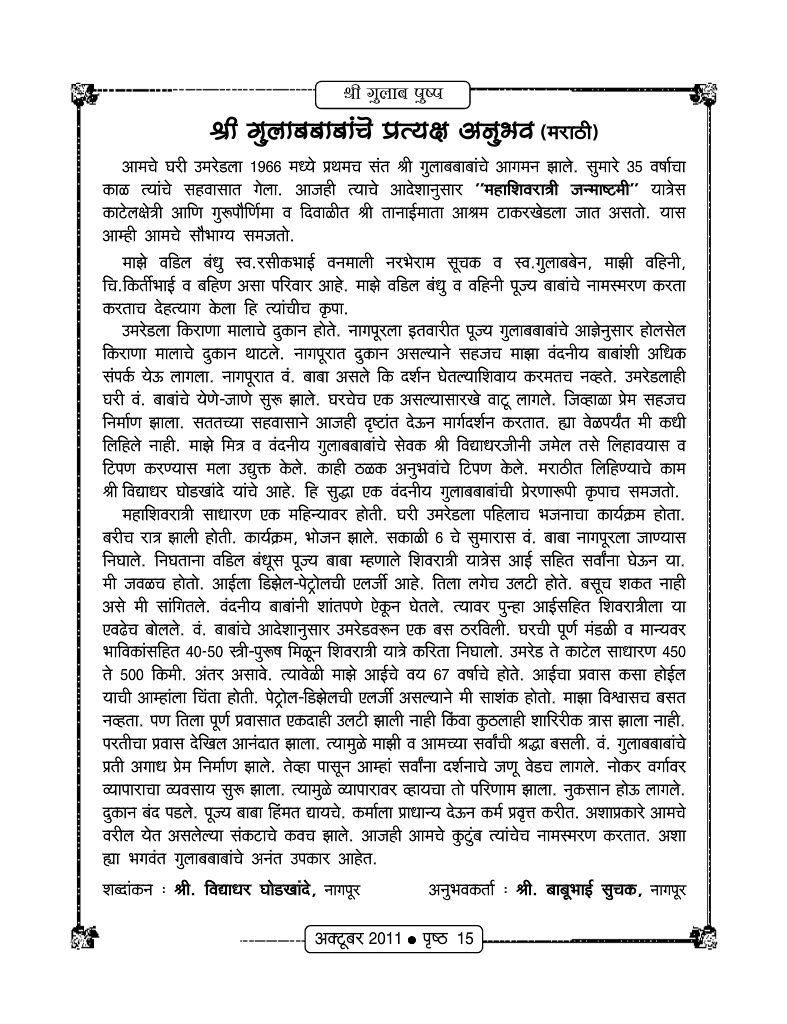 श्री गुलाब पुष्प
श्री गुलाबबाबांचे प्रत्यक्ष अनुभव (मराठी)
आमचे घरी उमरेडला 1966 मध्ये प्रथमच संत श्री गुलाबबाबांचे आगमन झाले. सुमारे 35 वर्षाचा
काळ त्यांचे सहवासात गेला. आजही त्याचे आदेशानुसार ''महाशिवरात्री जन्माष्टमी'' यात्रेस
काटेलक्षेत्री आणि गुरूपौर्णिमा व दिवाळीत श्री तानाईमाता आश्रम टाकरखेडला जात असतो. यास
आम्ही आमचे सौभाग्य समजतो.
माझे वडिल बंधु स्व.रसीकभाई वनमाली नरभेराम सूचक व स्व.गुलाबबेन, माझी वहिनी,
चि.किर्तीभाई व बहिण असा परिवार आहे. माझे वडिल बंधु व वहिनी पूज्य बाबांचे नामस्मरण करता
करताच देहत्याग केला हि त्यांचीच कृपा.
उमरेडला किराणा मालाचे दुकान होते. नागपूरला इतवारीत पूज्य गुलाबबाबांचे आज्ञेनुसार होलसेल
किराणा मालाचे दुकान थाटले. नागपूरात दुकान असल्याने सहजच माझा वंदनीय बाबांशी अधिक
संपर्क येऊ लागला. नागपूरात वं. बाबा असले कि दर्शन घेतल्याशिवाय करमतच नव्हते. उमरेडलाही
घरी वं. बाबांचे येणे-जाणे सुरू झाले. घरचेच एक असल्यासारखे वाटू लागले. जिव्हाळा प्रेम सहजच
निर्माण झाला. सततच्या सहवासाने आजही दृष्टांत देऊन मार्गदर्शन करतात. ह्या वेळपर्यंत मी कधी
लिहिले नाही. माझे मित्र व वंदनीय गुलाबबाबांचे सेवक श्री विद्याधरजीनी जमेल तसे लिहावयास व
टिपण करण्यास मला उद्युक्त केले. काही ठळक अनुभवांचे टिपण केले. मराठीत लिहिण्याचे काम
श्री विद्याधर घोडखांदे यांचे आहे. हि सुद्धा एक वंदनीय गुलाबबाबांची प्रेरणारूपी कृपाच समजतो.
महाशिवरात्री साधारण एक महिन्यावर होती. घरी उमरेडला पहिलाच भजनाचा कार्यक्रम होता.
बरीच रात्र झाली होती. कार्यक्रम, भोजन झाले. सकाळी 6 चे सुमारास वं. बाबा नागपूरला जाण्यास
निघाले. निघताना वडिल बंधूस पूज्य बाबा म्हणाले शिवरात्री यात्रेस आई सहित सर्वांना घेऊन या.
मी जवळच होतो. आईला डिझेल-पेट्रोलची एलर्जी आहे. तिला लगेच उलटी होते. बसूच शकत नाही
असे मी सांगितले. वंदनीय बाबांनी शांतपणे ऐकून घेतले. त्यावर पुन्हा आईसहित शिवरात्रीला या
एवढेच बोलले. वं. बाबांचे आदेशानुसार उमरेडवरून एक बस ठरविली. घरची पूर्ण मंडळी व मान्यवर
भाविकांसहित 40-50 स्त्री-पुरूष मिळून शिवरात्री यात्रे करिता निघालो. उमरेड ते काटेल साधारण 450
ते 500 किमी. अंतर असावे. त्यावेळी माझे आईचे वय 67 वर्षाचे होते. आईचा प्रवास कसा होईल
याची आम्हांला चिंता होती. पेट्रोल-डिझेलची एलर्जी असल्याने मी साशंक होतो. माझा विश्वासच बसत
नव्हता. पण तिला पूर्ण प्रवासात एकदाही उलटी झाली नाही किंवा कुठलाही शारिरीक त्रास झाला नाही.
परतीचा प्रवास देखिल आनंदात झाला. त्यामुळे माझी व आमच्या सर्वांची श्रद्धा बसली. वं. गुलाबबाबांचे
प्रती अगाध प्रेम निर्माण झाले. तेव्हा पासून आम्हां सर्वांना दर्शनाचे जणू वेडच लागले. नोकर वर्गावर
व्यापाराचा व्यवसाय सुरू झाला. त्यामुळे व्यापारावर व्हायचा तो परिणाम झाला. नुकसान होऊ लागले.
दुकान बंद पडले. पूज्य बाबा हिंमत द्यायचे. कर्माला प्राधान्य देऊन कर्म प्रवृत्त करीत. अशाप्रकारे आमचे
वरील येत असलेल्या संकटाचे कवच झाले. आजही आमचे कुटुंब त्यांचेच नामस्मरण करतात. अशा
ह्या भगवंत गुलाबबाबांचे अनंत उपकार आहेत.
शब्दांकन : श्री. विद्याधर घोडखांदे, नागपूर अनुभवकर्ता : श्री. बाबूभाई सुचक, नागपूर
अक्टूबर 2011 ● पृष्ठ 15